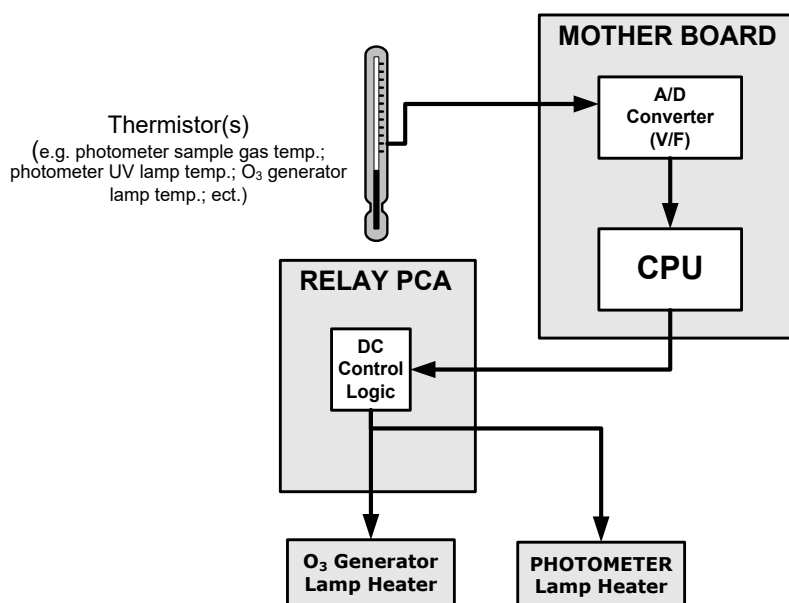 MOTHER BOARD
A/D
Converter
(V/F)
Thermistor(s)
(e.g. photometer sample gas temp.;
photometer UV lamp temp.; O₃ generator
lamp temp.; ect.)
CPU
RELAY PCA
DC
Control
Logic
O₃ Generator
Lamp Heater
PHOTOMETER
Lamp Heater